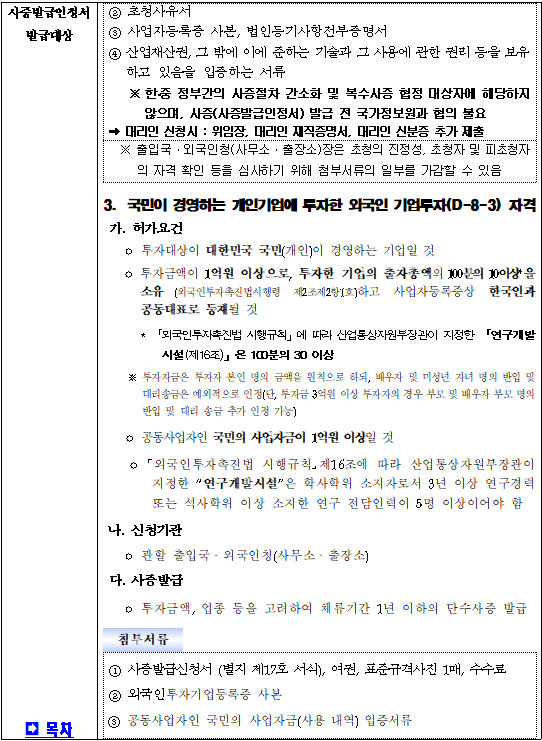 사증발급인정서
발급대상
② 초청사유서
③ 사업자등록증 사본, 법인등기사항전부증명서
④ 산업재산권, 그 밖에 이에 준하는 기술과 그 사용에 관한 권리 등을 보유
하고 있음을 입증하는 서류
※ 한중 정부간의 사증절차 간소화 및 복수사증 협정 대상자에 해당하지
않으며, 사증(사증발급인정서) 발급 전 국가정보원과 협의 불요
➔ 대리인 신청시 : 위임장, 대리인 재직증명서, 대리인 신분증 추가 제출
※ 출입국·외국인청(사무소·출장소)장은 초청의 진정성, 초청자 및 피초청자
의 자격 확인 등을 심사하기 위해 첨부서류의 일부를 가감할 수 있음
3. 국민이 경영하는 개인기업에 투자한 외국인 기업투자(D-8-3) 자격
가. 허가요건
○ 투자대상이 대한민국 국민(개인)이 경영하는 기업일 것
○ 투자금액이 1억원 이상으로, 투자한 기업의 출자총액의 100분의 10이상을
소유 (외국인투자촉진법시행령 제2조제2항1호)하고 사업자등록증상 한국인과
공동대표로 등재될 것
* 「외국인투자촉진법 시행규칙」에 따라 산업통상자원부장관이 지정한 「연구개발
시설(제16조)」은 100분의 30 이상
※ 투자자금은 투자자 본인 명의 금액을 원칙으로 하되, 배우자 및 미성년 자녀 명의 반입 및
대리송금은 예외적으로 인정(단, 투자금 3억원 이상 투자자의 경우 부모 및 배우자 부모 명의
반입 및 대리 송금 추가 인정 가능)
○ 공동사업자인 국민의 사업자금이 1억원 이상일 것
○ 「외국인투자촉진법 시행규칙」제16조에 따라 산업통상자원부장관이
지정한 “연구개발시설”은 학사학위 소지자로서 3년 이상 연구경력
또는 석사학위 이상 소지한 연구 전담인력이 5명 이상이어야 함
나. 신청기관
○ 관할 출입국·외국인청(사무소·출장소)
다. 사증발급
○ 투자금액, 업종 등을 고려하여 체류기간 1년 이하의 단수사증 발급
첨부서류
① 사증발급신청서 (별지 제17호 서식), 여권, 표준규격사진 1매, 수수료
② 외국인투자기업등록증 사본
③ 공동사업자인 국민의 사업자금(사용 내역) 입증서류
목차